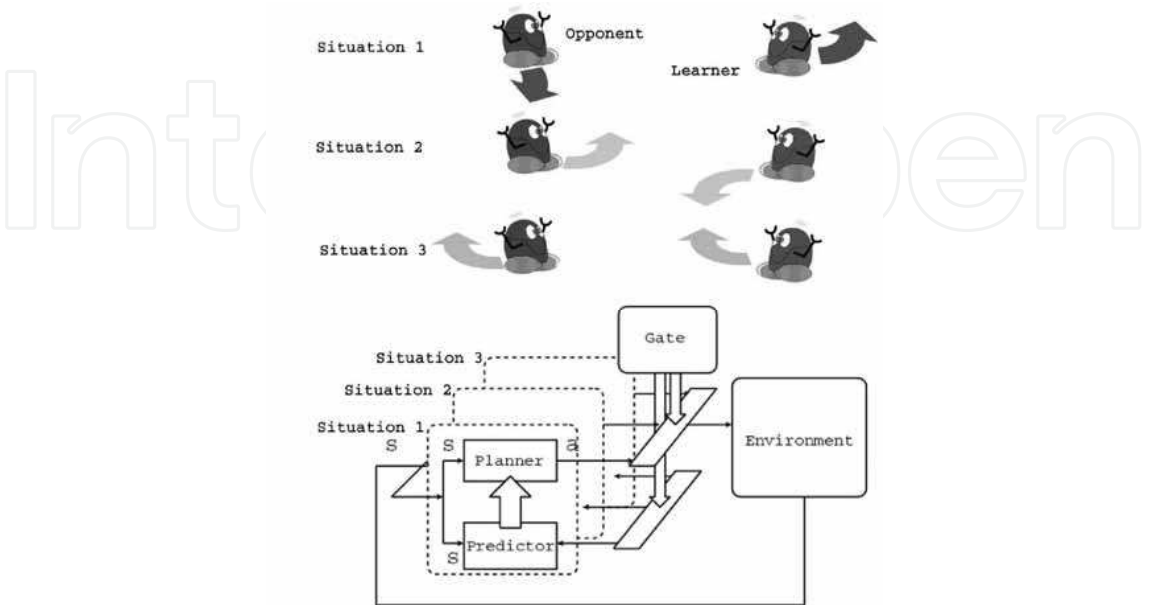 Situation 1
Opponent
Learner
Situation 2
Situation 3
Gate
Situation 3
Situation 2
Situation 1
S
S
Planner
Environment
Predictor
S